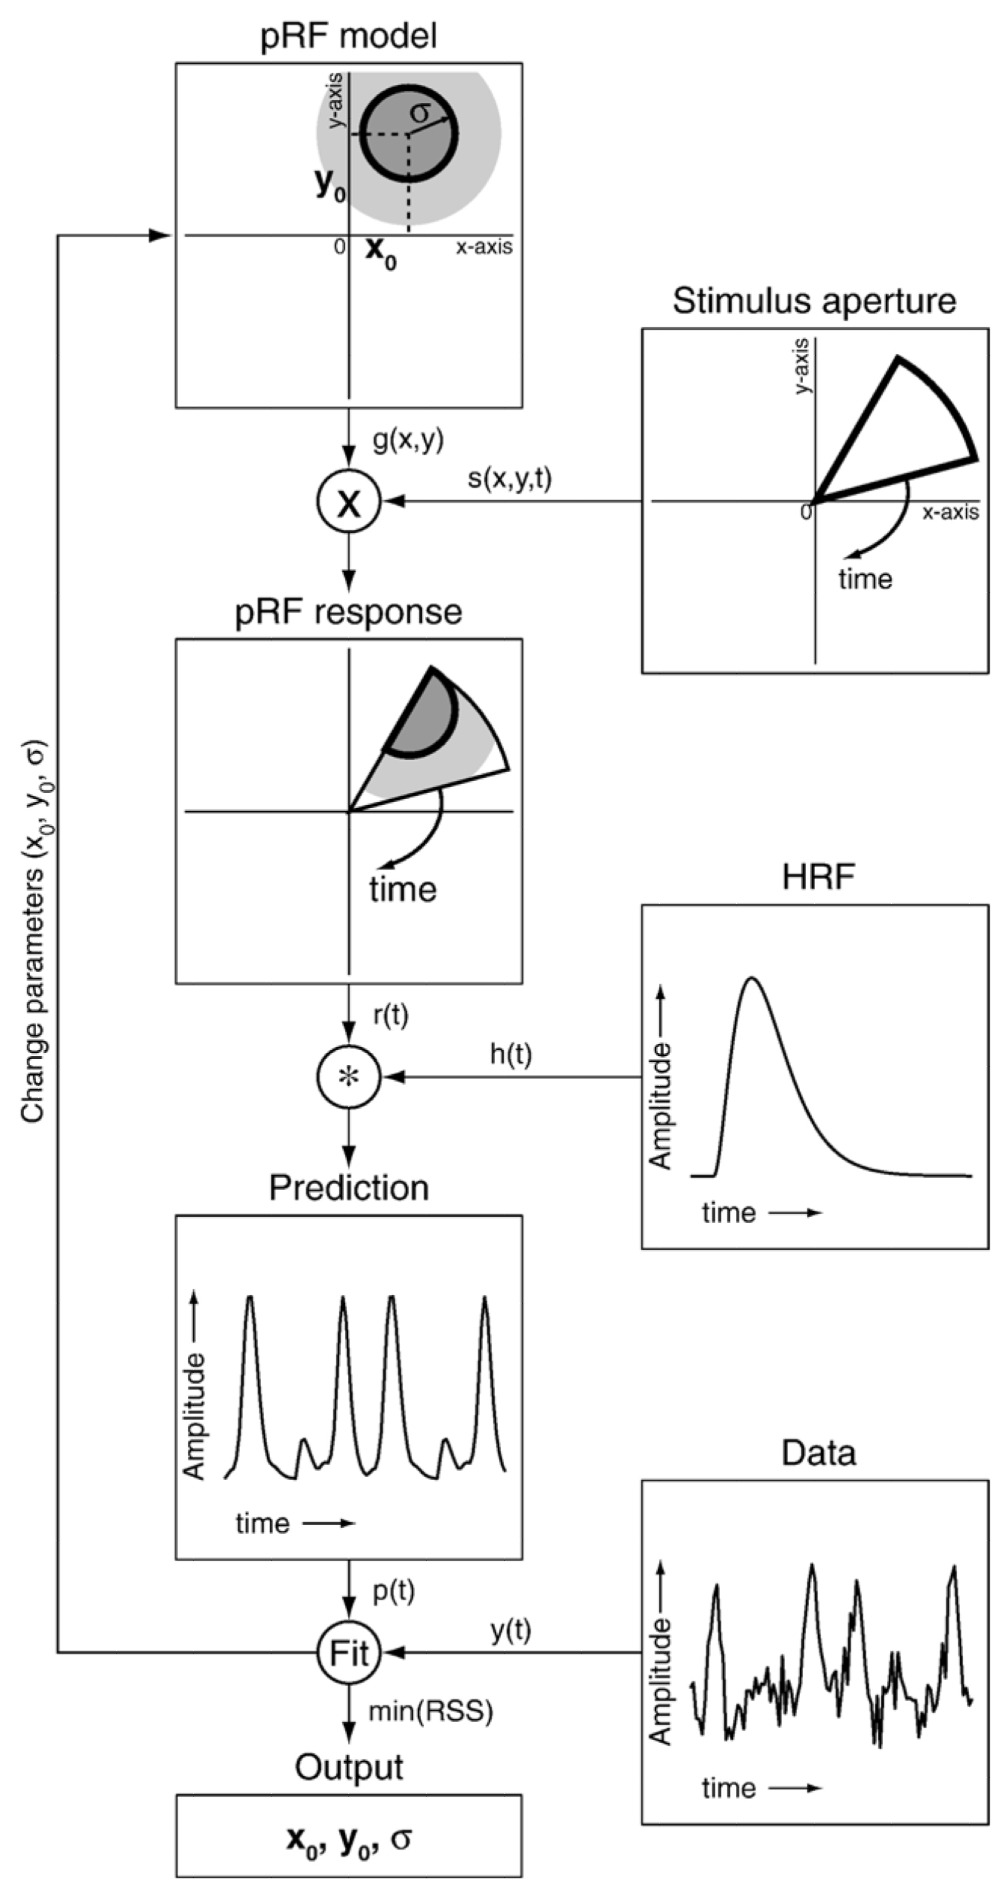 pRF model
y-axis
σ
y₀
0
x₀
x-axis
Stimulus aperture
y-axis
0
x-axis
time
g(x,y)
s(x,y,t)
x
pRF response
time
Change parameters (x₀, y₀, σ)
HRF
Amplitude
time
r(t)
h(t)
*
Prediction
Amplitude
time
Data
Amplitude
time
p(t)
y(t)
Fit
min(RSS)
Output
x₀, y₀, σ